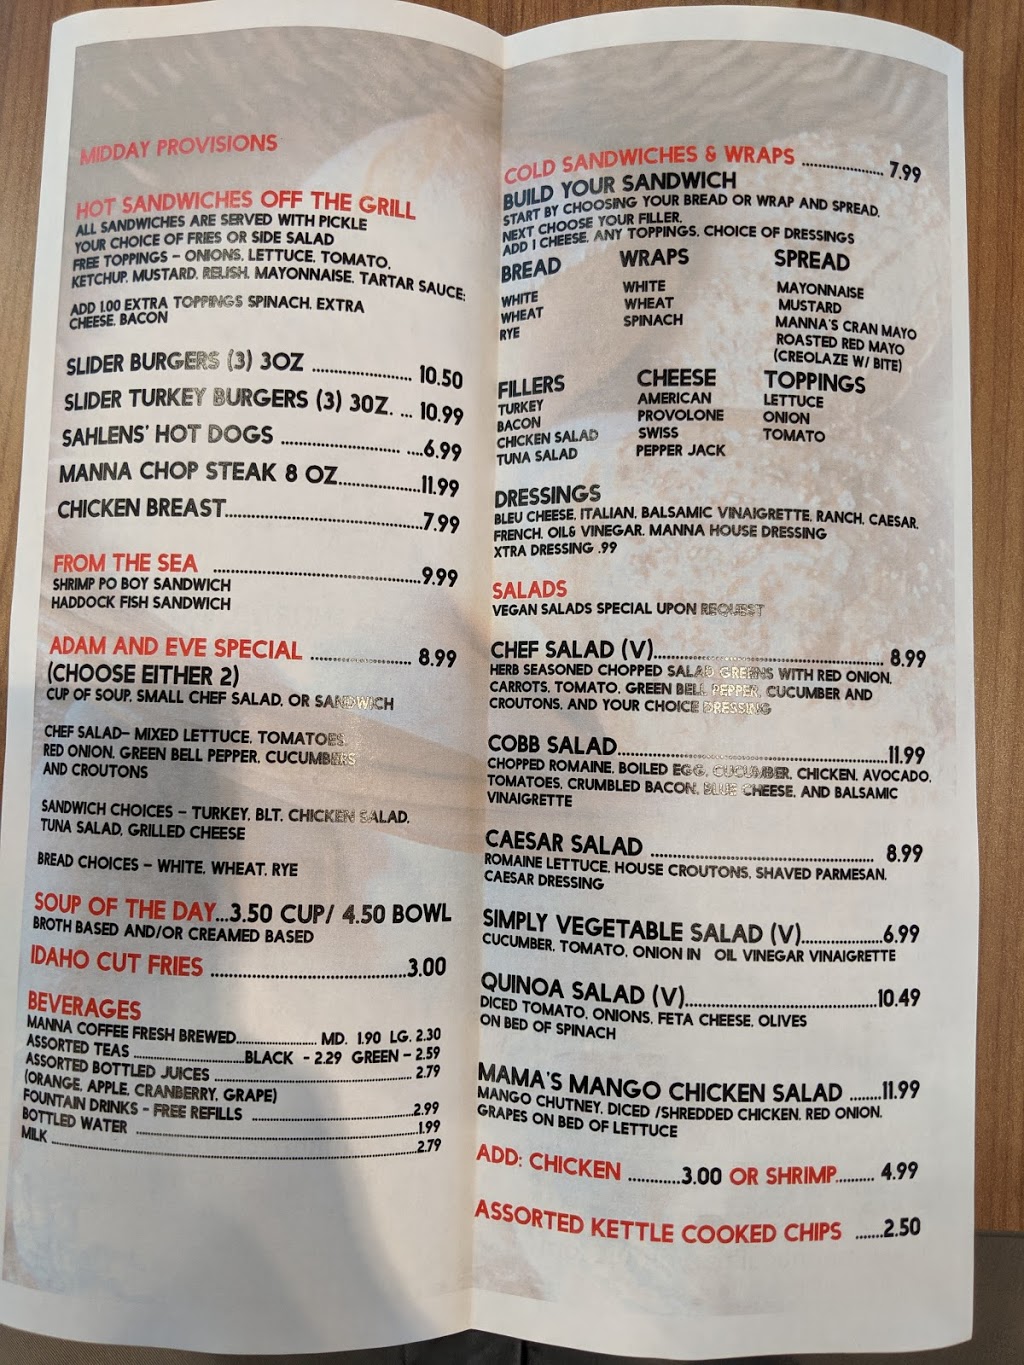 MIDDAY PROVISIONS
HOT SANDWICHES OFF THE GRILL
ALL SANDWICHES ARE SERVED WITH PICKLE
YOUR CHOICE OF FRIES OR SIDE SALAD
FREE TOPPINGS - ONIONS, LETTUCE, TOMATO,
KETCHUP, MUSTARD, RELISH, MAYONNAISE, TARTAR SAUCE;
ADD 1.00 EXTRA TOPPINGS SPINACH, EXTRA
CHEESE, BACON
SLIDER BURGERS (3) 3OZ .................... 10.50
SLIDER TURKEY BURGERS (3) 3OZ. ... 10.99
SAHLENS' HOT DOGS ............................ ....6.99
MANNA CHOP STEAK 8 OZ.................11.99
CHICKEN BREAST........................................7.99
FROM THE SEA ..........................................9.99
SHRIMP PO BOY SANDWICH
HADDOCK FISH SANDWICH
ADAM AND EVE SPECIAL .................... 8.99
(CHOOSE EITHER 2)
CUP OF SOUP, SMALL CHEF SALAD, OR SANDWICH
CHEF SALAD- MIXED LETTUCE, TOMATOES,
RED ONION, GREEN BELL PEPPER, CUCUMBERS
AND CROUTONS
SANDWICH CHOICES - TURKEY, BLT, CHICKEN SALAD,
TUNA SALAD, GRILLED CHEESE
BREAD CHOICES - WHITE, WHEAT, RYE
SOUP OF THE DAY...3.50 CUP/ 4.50 BOWL
BROTH BASED AND/OR CREAMED BASED
IDAHO CUT FRIES .......................................3.00
BEVERAGES
MANNA COFFEE FRESH BREWED.................... MD. 1.90 LG. 2.30
ASSORTED TEAS ...........................BLACK - 2.29 GREEN - 2.59
ASSORTED BOTTLED JUICES ................................................ 2.79
(ORANGE, APPLE, CRANBERRY, GRAPE)
FOUNTAIN DRINKS - FREE REFILLS ........................................2.99
BOTTLED WATER ......................................................................1.99
MILK ...........................................................................................2.79
COLD SANDWICHES & WRAPS ................ 7.99
BUILD YOUR SANDWICH
START BY CHOOSING YOUR BREAD OR WRAP AND SPREAD,
NEXT CHOOSE YOUR FILLER,
ADD 1 CHEESE, ANY TOPPINGS, CHOICE OF DRESSINGS
BREAD
WHITE
WHEAT
RYE
WRAPS
WHITE
WHEAT
SPINACH
SPREAD
MAYONNAISE
MUSTARD
MANNA'S CRAN MAYO
ROASTED RED MAYO
(CREOLAZE W/ BITE)
FILLERS
TURKEY
BACON
CHICKEN SALAD
TUNA SALAD
CHEESE
AMERICAN
PROVOLONE
SWISS
PEPPER JACK
TOPPINGS
LETTUCE
ONION
TOMATO
DRESSINGS
BLEU CHEESE, ITALIAN, BALSAMIC VINAIGRETTE, RANCH, CAESAR,
FRENCH, OIL& VINEGAR, MANNA HOUSE DRESSING
XTRA DRESSING .99
SALADS
VEGAN SALADS SPECIAL UPON REQUEST
CHEF SALAD (V)................................................ 8.99
HERB SEASONED CHOPPED SALAD GREENS WITH RED ONION,
CARROTS, TOMATO, GREEN BELL PEPPER, CUCUMBER AND
CROUTONS, AND YOUR CHOICE DRESSING
COBB SALAD........................................................11.99
CHOPPED ROMAINE, BOILED EGG, CUCUMBER, CHICKEN, AVOCADO,
TOMATOES, CRUMBLED BACON, BLUE CHEESE, AND BALSAMIC
VINAIGRETTE
CAESAR SALAD .............................................. 8.99
ROMAINE LETTUCE, HOUSE CROUTONS, SHAVED PARMESAN,
CAESAR DRESSING
SIMPLY VEGETABLE SALAD (V)................6.99
CUCUMBER, TOMATO, ONION IN OIL VINEGAR VINAIGRETTE
QUINOA SALAD (V).......................................10.49
DICED TOMATO, ONIONS, FETA CHEESE, OLIVES
ON BED OF SPINACH
MAMA'S MANGO CHICKEN SALAD .......11.99
MANGO CHUTNEY, DICED /SHREDDED CHICKEN, RED ONION,
GRAPES ON BED OF LETTUCE
ADD: CHICKEN ............3.00 OR SHRIMP......... 4.99
ASSORTED KETTLE COOKED CHIPS .......2.50